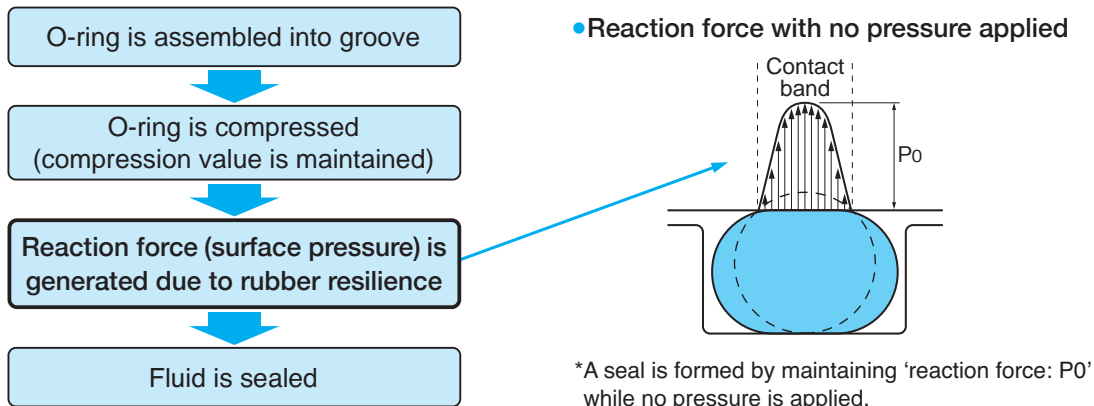 O-ring is assembled into groove
O-ring is compressed
(compression value is maintained)
Reaction force (surface pressure) is
generated due to rubber resilience
Fluid is sealed
•Reaction force with no pressure applied
Contact
band
P0
*A seal is formed by maintaining ‘reaction force: P0’
while no pressure is applied.